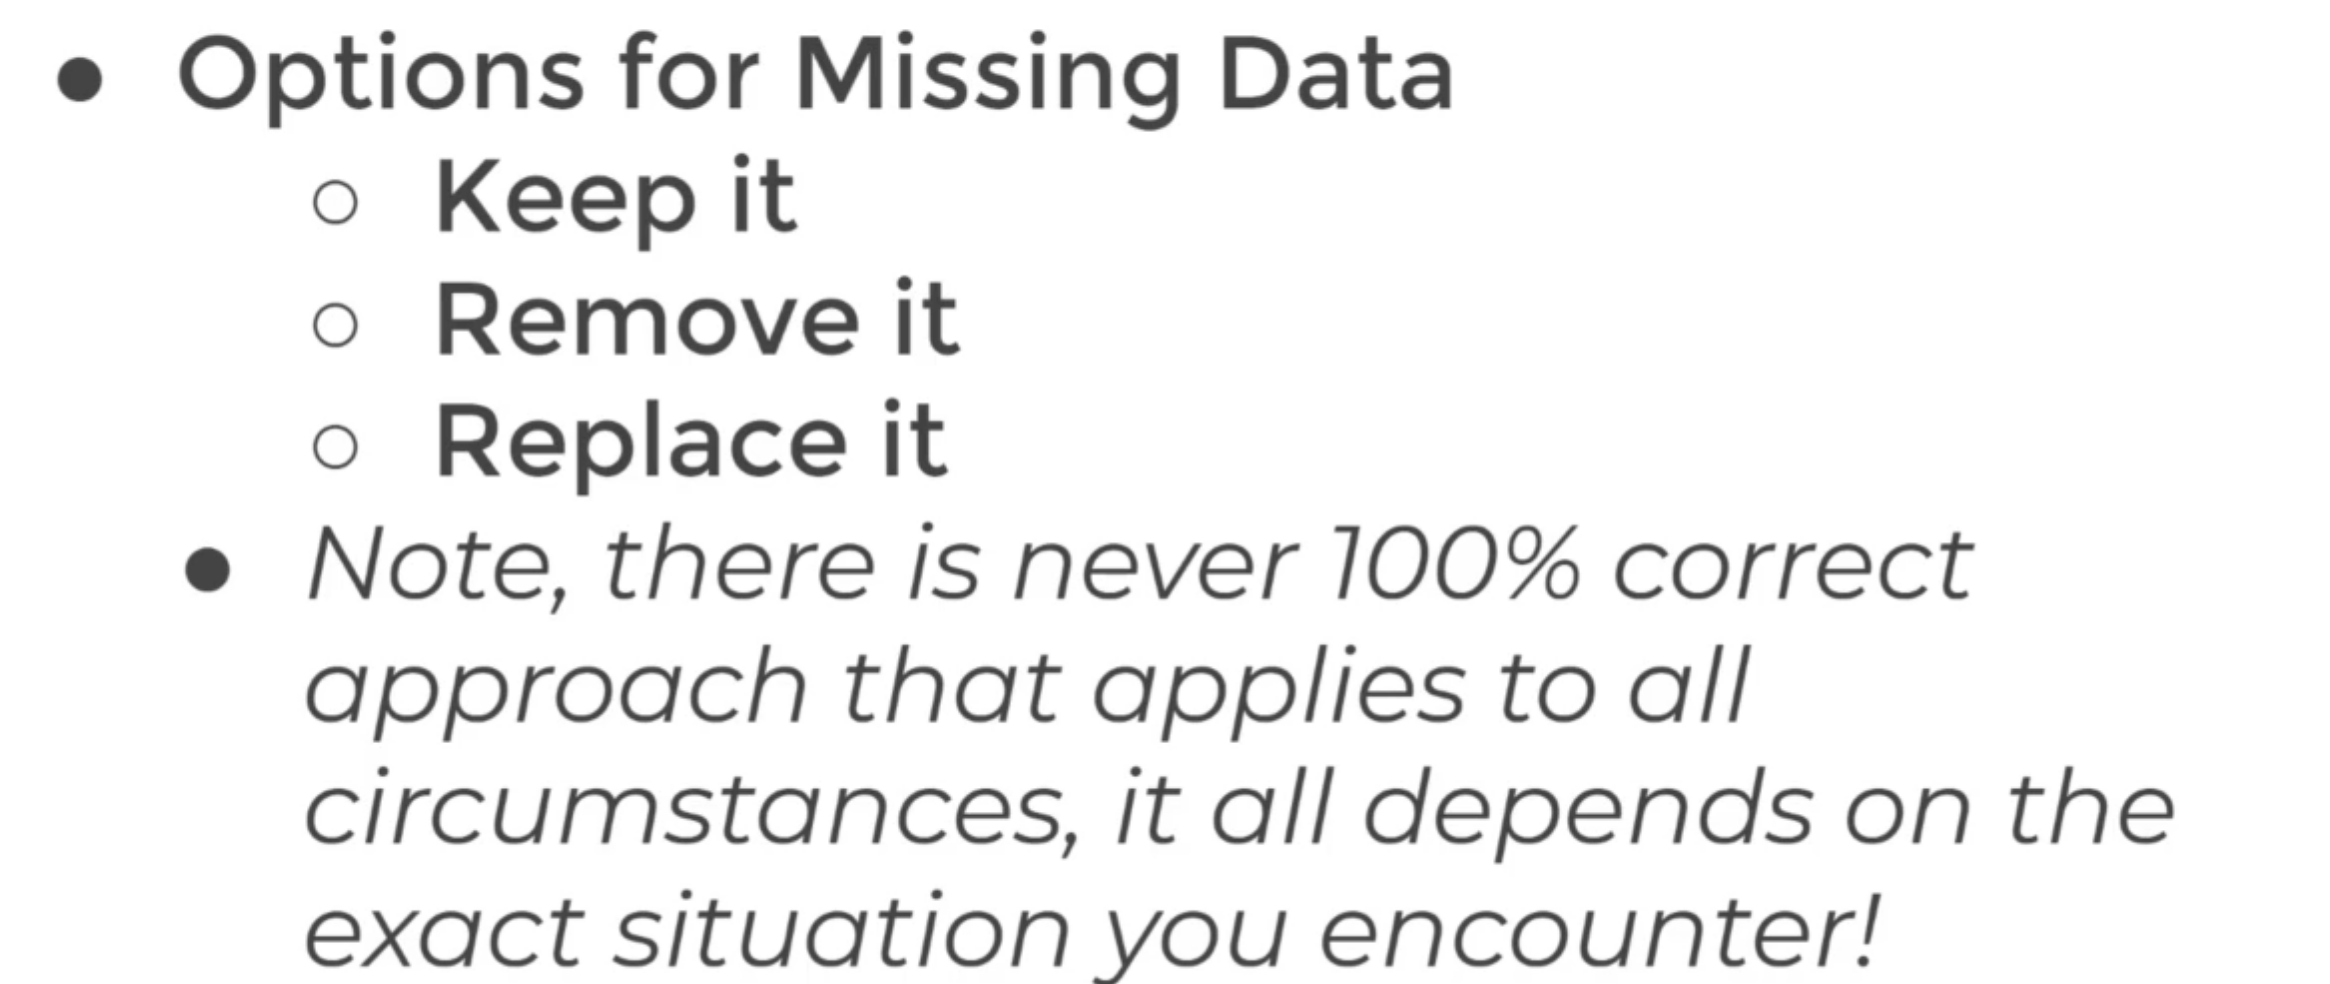 ● Options for Missing Data
○ Keep it
○ Remove it
○ Replace it
● Note, there is never 100% correct
approach that applies to all
circumstances, it all depends on the
exact situation you encounter!